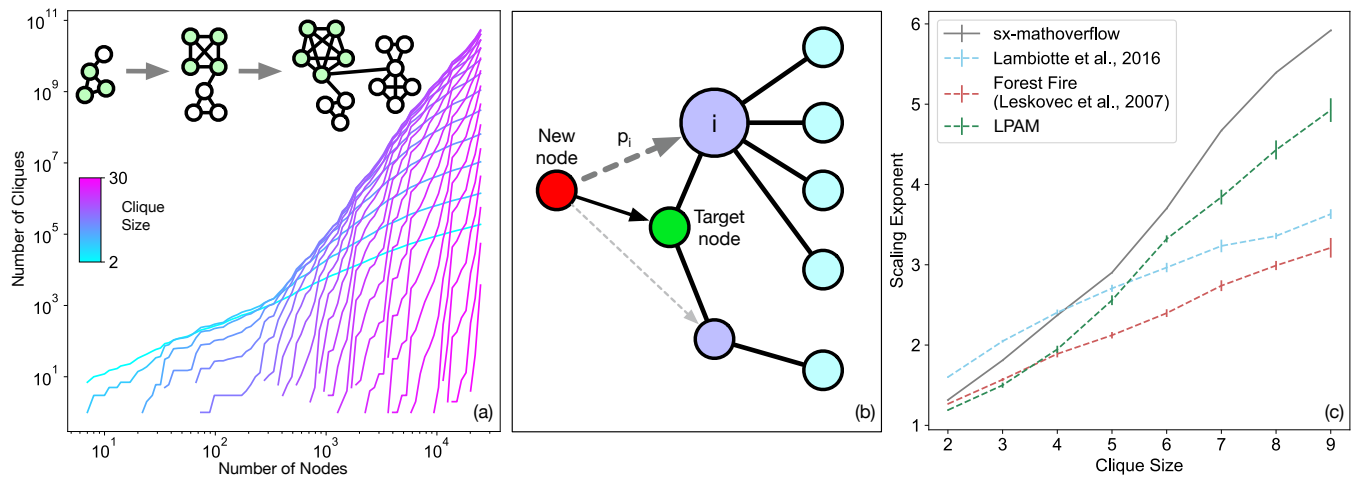 10^11
10^9
10^7
10^5
10^3
10^1
Number of Cliques
30
Clique
Size
2
(a)
10^1
10^2
10^3
10^4
Number of Nodes
New
node
p_i
i
Target
node
(b)
6
5
4
3
2
1
Scaling Exponent
sx-mathoverflow
Lambiotte et al., 2016
Forest Fire
(Leskovec et al., 2007)
LPAM
(c)
2 3 4 5 6 7 8 9
Clique Size